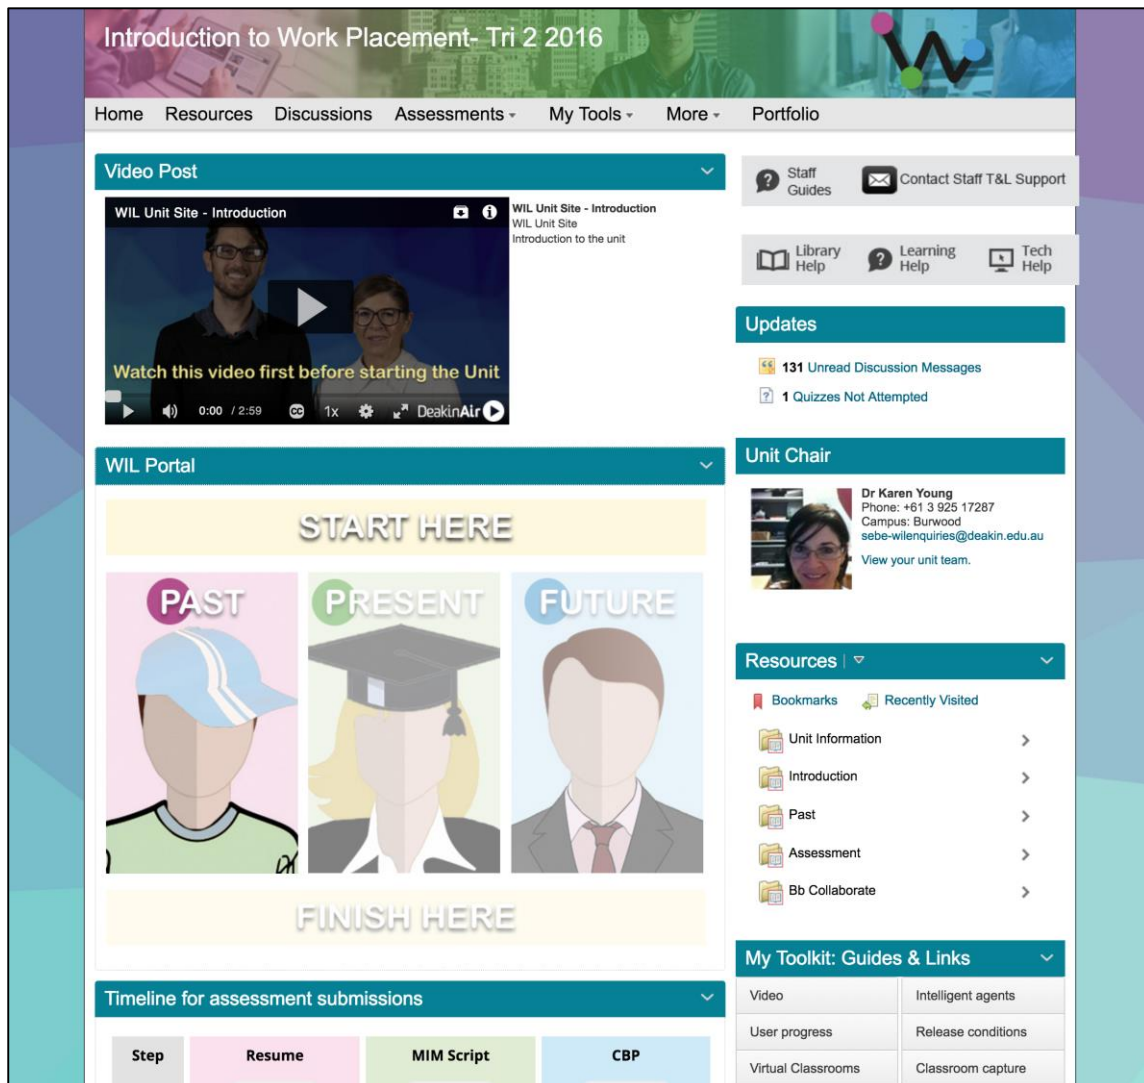 Introduction to Work Placement- Tri 2 2016
Home Resources Discussions Assessments My Tools More Portfolio
Video Post
WIL Unit Site - Introduction
Watch this video first before starting the Unit
0:00 / 2:59 CC 1x DeakinAir
WIL Unit Site - Introduction
WIL Unit Site
Introduction to the unit
WIL Portal
START HERE
PAST PRESENT FUTURE
FINISH HERE
Timeline for assessment submissions
Step Resume MIM Script CBP
Staff Guides
Contact Staff T&L Support
Library Help
Learning Help
Tech Help
Updates
131 Unread Discussion Messages
1 Quizzes Not Attempted
Unit Chair
Dr Karen Young
Phone: +61 3 925 17287
Campus: Burwood
sebe-wilenquiries@deakin.edu.au
View your unit team.
Resources
Bookmarks Recently Visited
Unit Information
Introduction
Past
Assessment
Bb Collaborate
My Toolkit: Guides & Links
Video Intelligent agents
User progress Release conditions
Virtual Classrooms Classroom capture